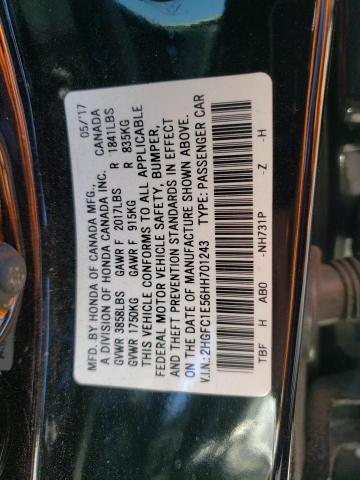 MFD. BY HONDA OF CANADA MFG., 05/'17
A DIVISION OF HONDA CANADA INC. CANADA
GVWR 3858LBS GAWR F 2017LBS R 1841LBS
GVWR 1750KG GAWR F 915KG R 835KG
THIS VEHICLE CONFORMS TO ALL APPLICABLE
FEDERAL MOTOR VEHICLE SAFETY, BUMPER,
AND THEFT PREVENTION STANDARDS IN EFFECT
ON THE DATE OF MANUFACTURE SHOWN ABOVE.
V.I.N.: 2HGFC1E56HH701243 TYPE: PASSENGER CAR
TBF H AB0 -NH731P -Z -H